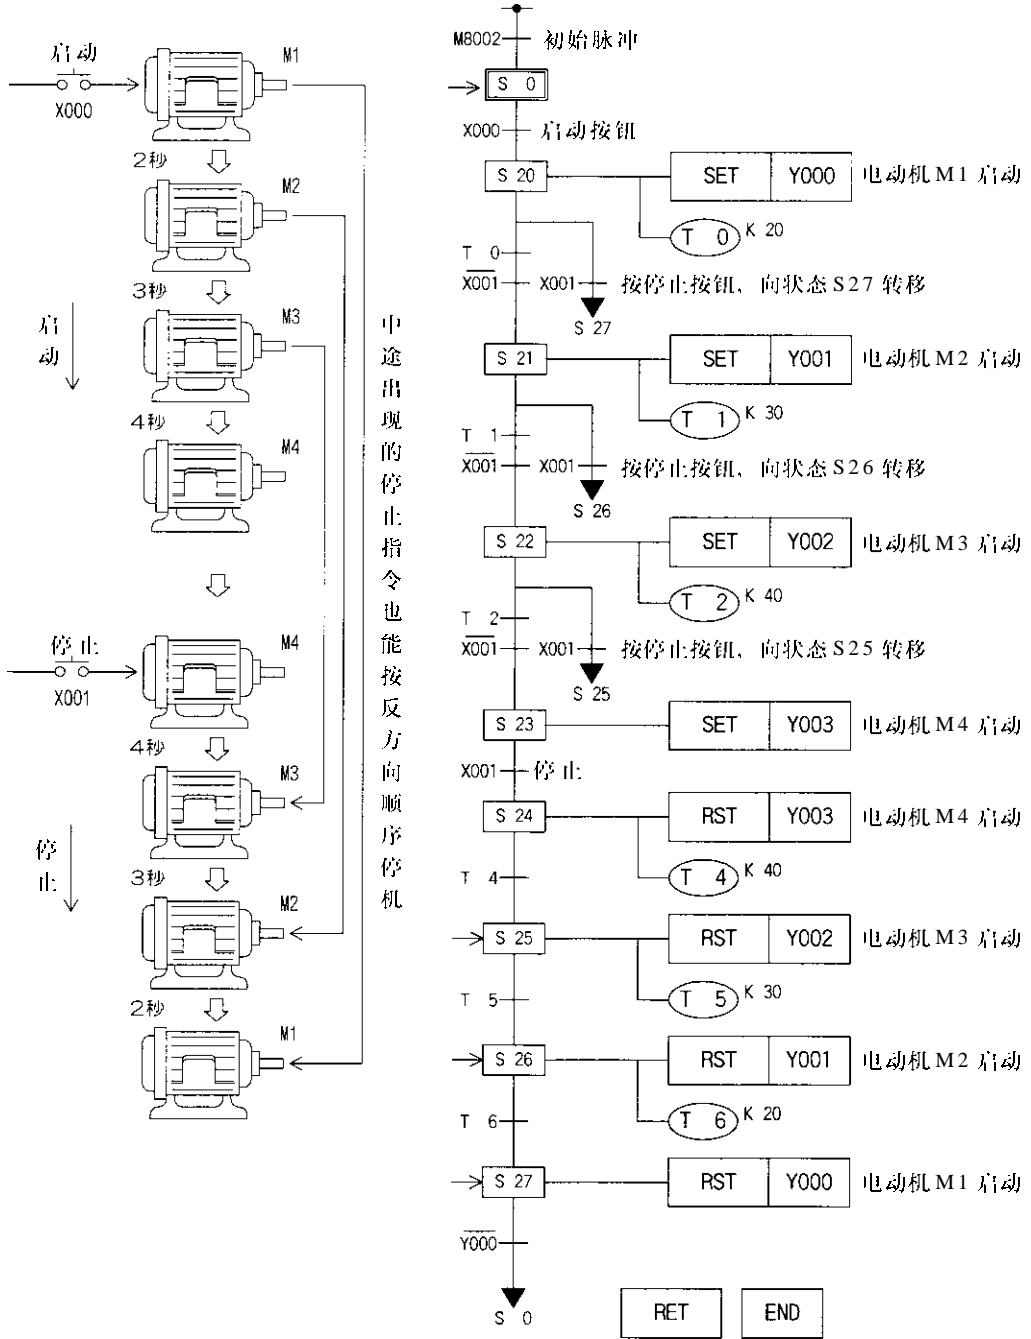 启动
X000
M1
2秒
M2
3秒
M3
启动
4秒
M4
停止
X001
M4
4秒
M3
停止
3秒
M2
2秒
M1
中途出现的停止指令也能按反方向顺序停机
M8002 初始脉冲
S 0
X000 启动按钮
S 20 SET Y000 电动机M1启动
T 0 K 20
T 0
X001 X001 按停止按钮、向状态S27转移
S 27
S 21 SET Y001 电动机M2启动
T 1 K 30
T 1
X001 X001 按停止按钮、向状态S26转移
S 26
S 22 SET Y002 电动机M3启动
T 2 K 40
T 2
X001 X001 按停止按钮、向状态S25转移
S 25
S 23 SET Y003 电动机M4启动
X001 停止
S 24 RST Y003 电动机M4启动
T 4 K 40
T 4
S 25 RST Y002 电动机M3启动
T 5 K 30
T 5
S 26 RST Y001 电动机M2启动
T 6 K 20
T 6
S 27 RST Y000 电动机M1启动
Y000
S 0
RET END